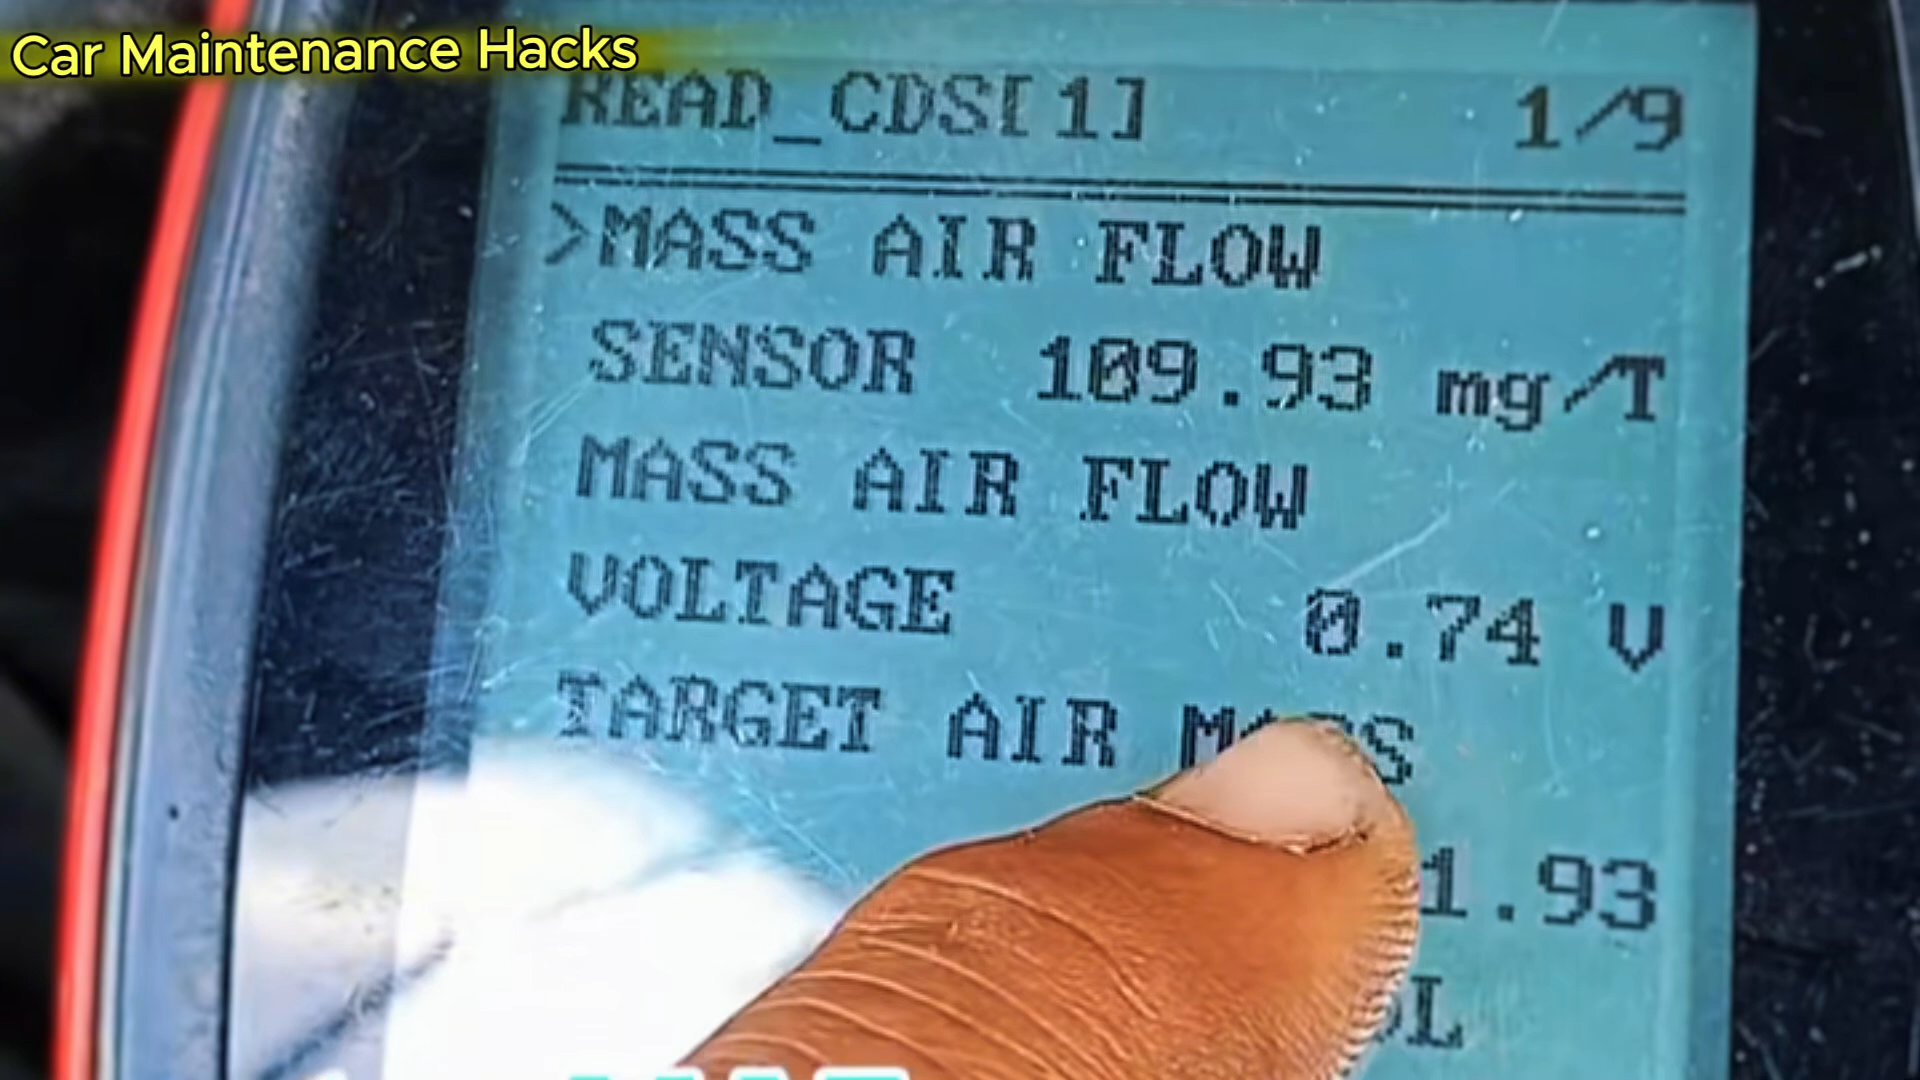 Car Maintenance Hacks
READ_CDS[1] 1/9
>MASS AIR FLOW
SENSOR 109.93 mg/T
MASS AIR FLOW
VOLTAGE 0.74 V
TARGET AIR MASS
1.93